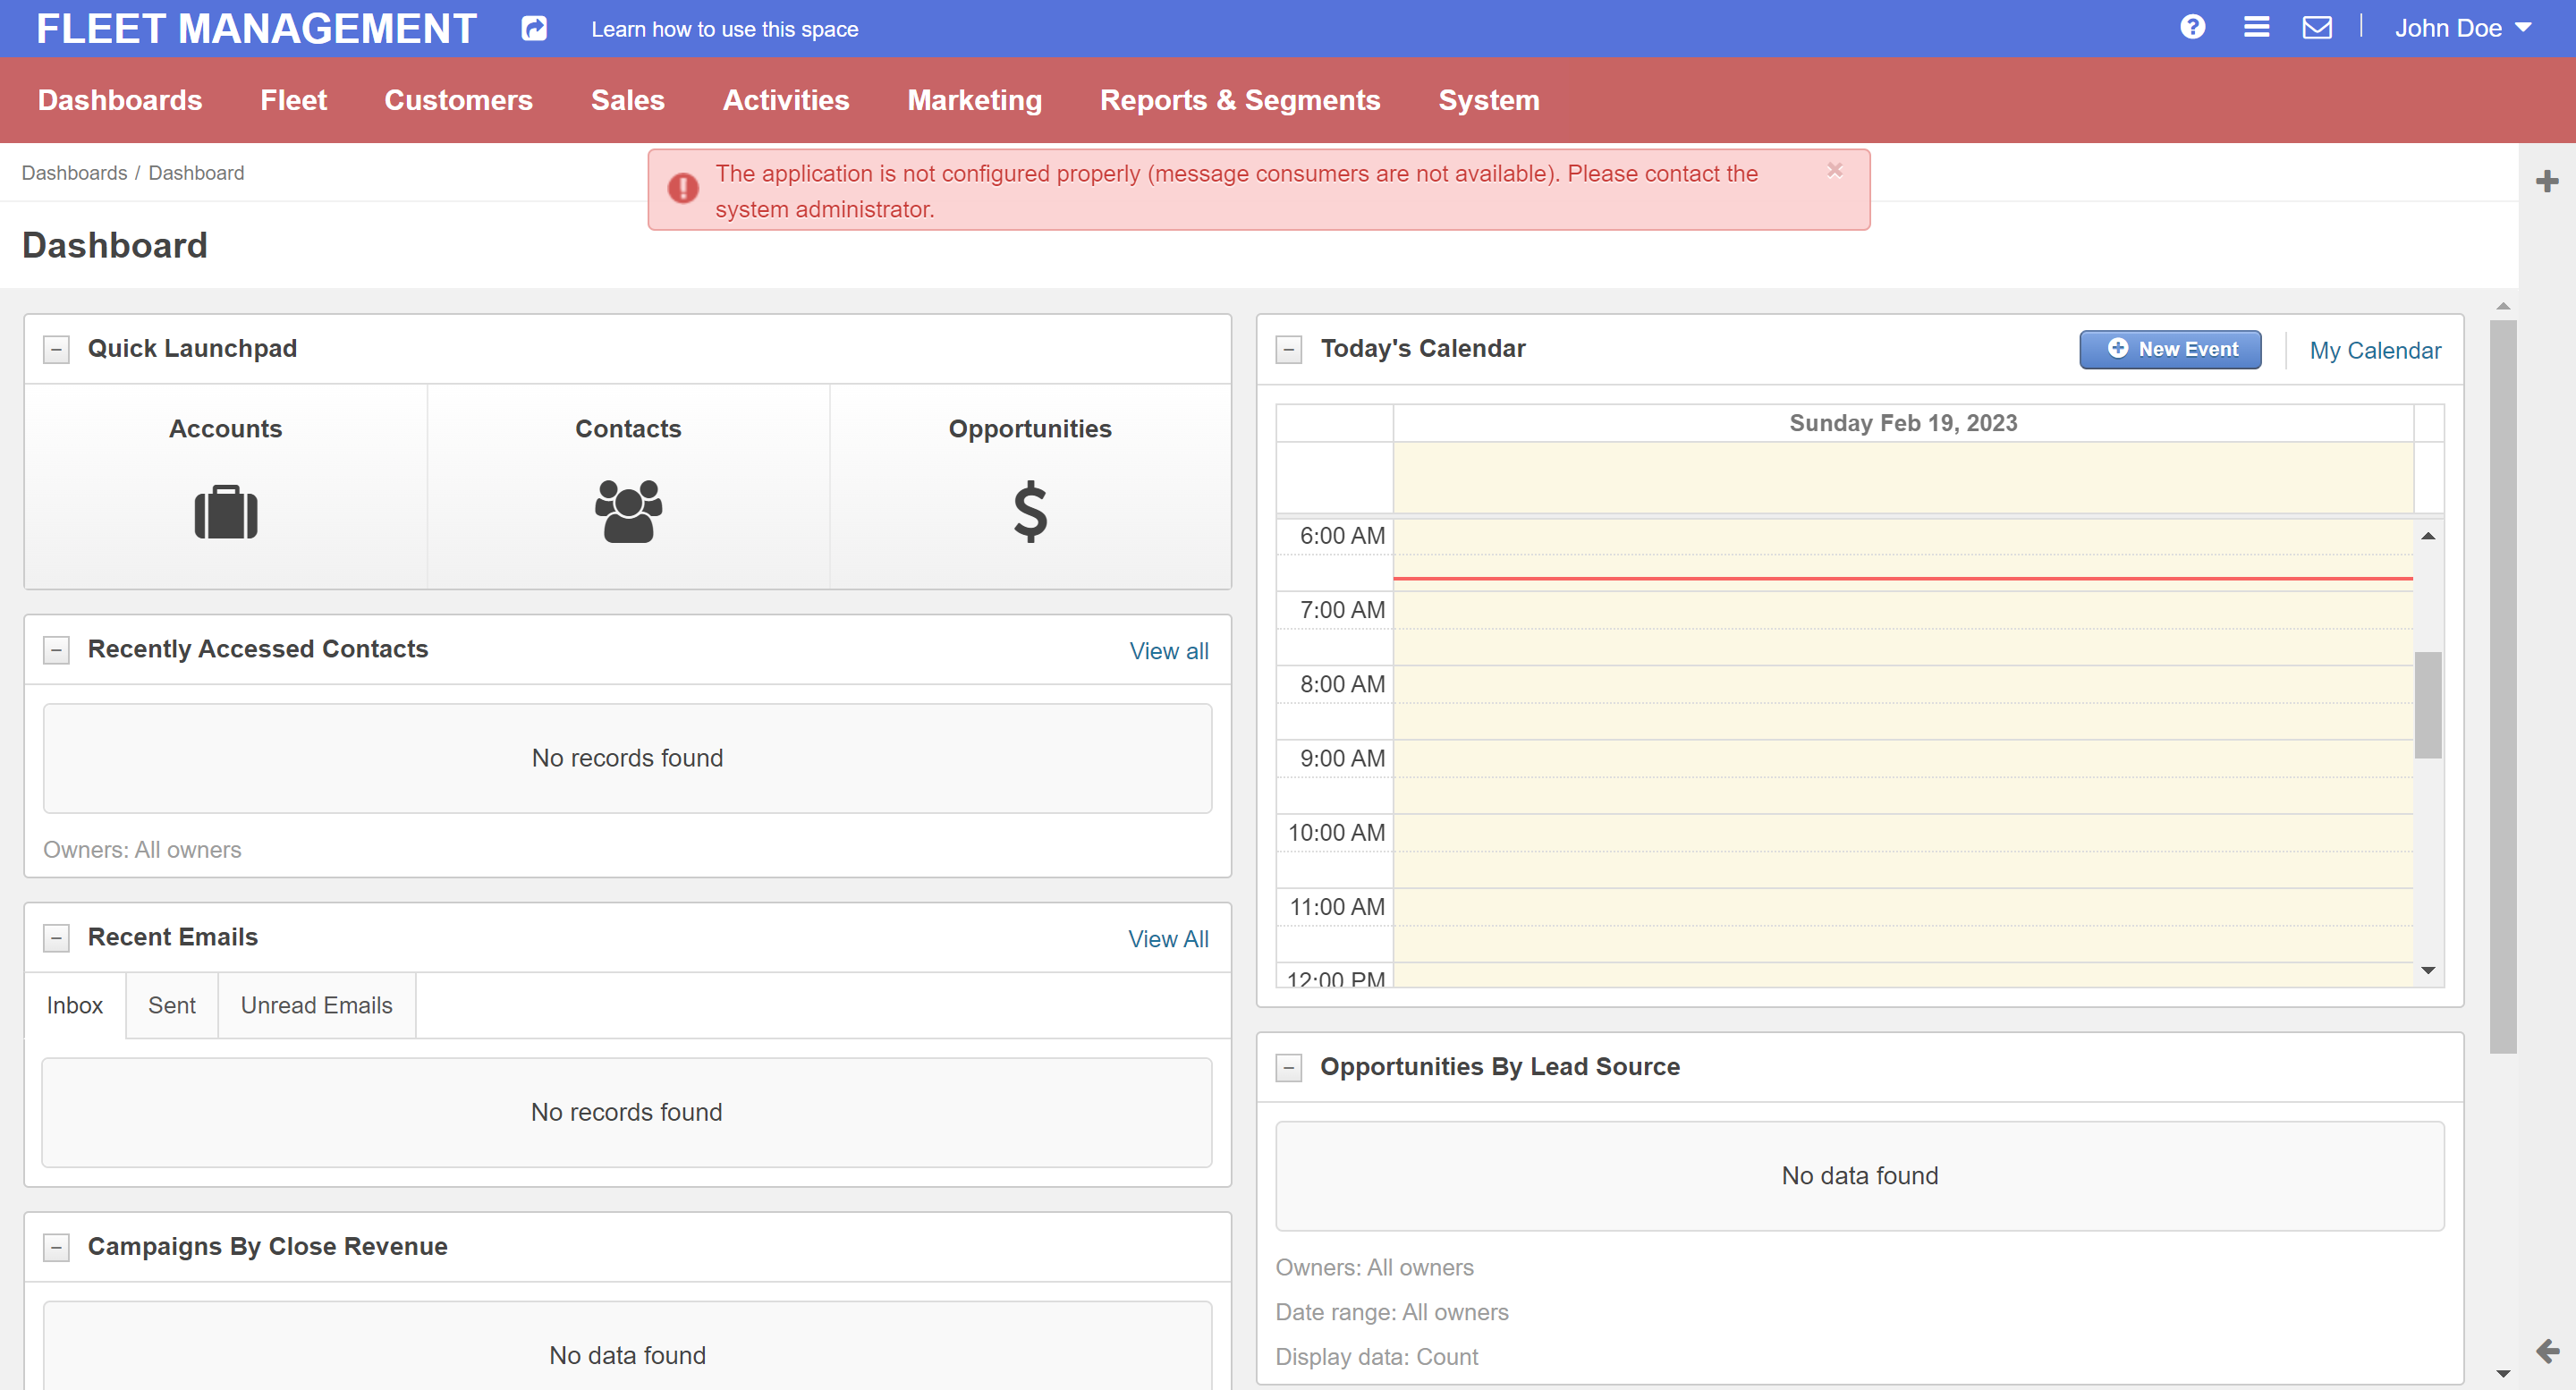 FLEET MANAGEMENT
Learn how to use this space
John Doe
Dashboards Fleet Customers Sales Activities Marketing Reports & Segments System
Dashboards / Dashboard
The application is not configured properly (message consumers are not available). Please contact the
system administrator.
×
Dashboard
Quick Launchpad
Accounts
Contacts
Opportunities
Recently Accessed Contacts
View all
No records found
Owners: All owners
Recent Emails
View All
Inbox
Sent
Unread Emails
No records found
Campaigns By Close Revenue
No data found
Today's Calendar
New Event
My Calendar
Sunday Feb 19, 2023
6:00 AM
7:00 AM
8:00 AM
9:00 AM
10:00 AM
11:00 AM
12:00 PM
Opportunities By Lead Source
No data found
Owners: All owners
Date range: All owners
Display data: Count